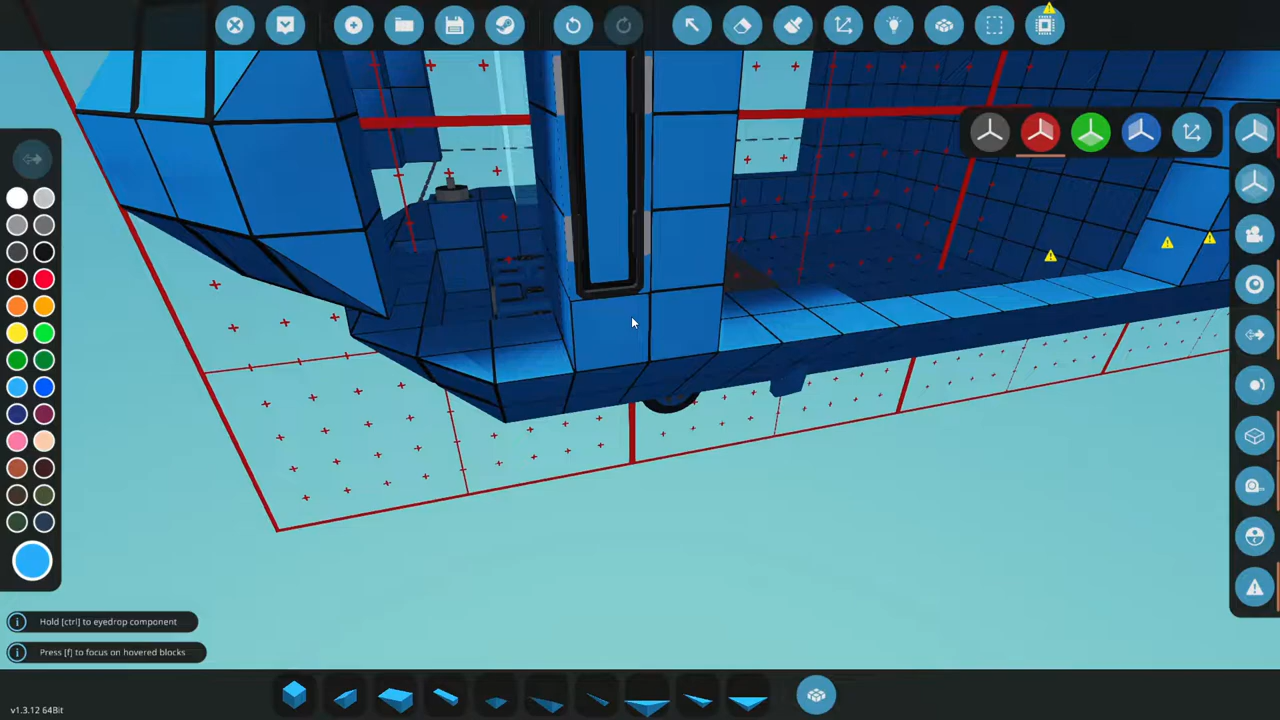 Hold [ctrl] to eyedrop component
Press [f] to focus on hovered blocks
v1.3.12 64Bit